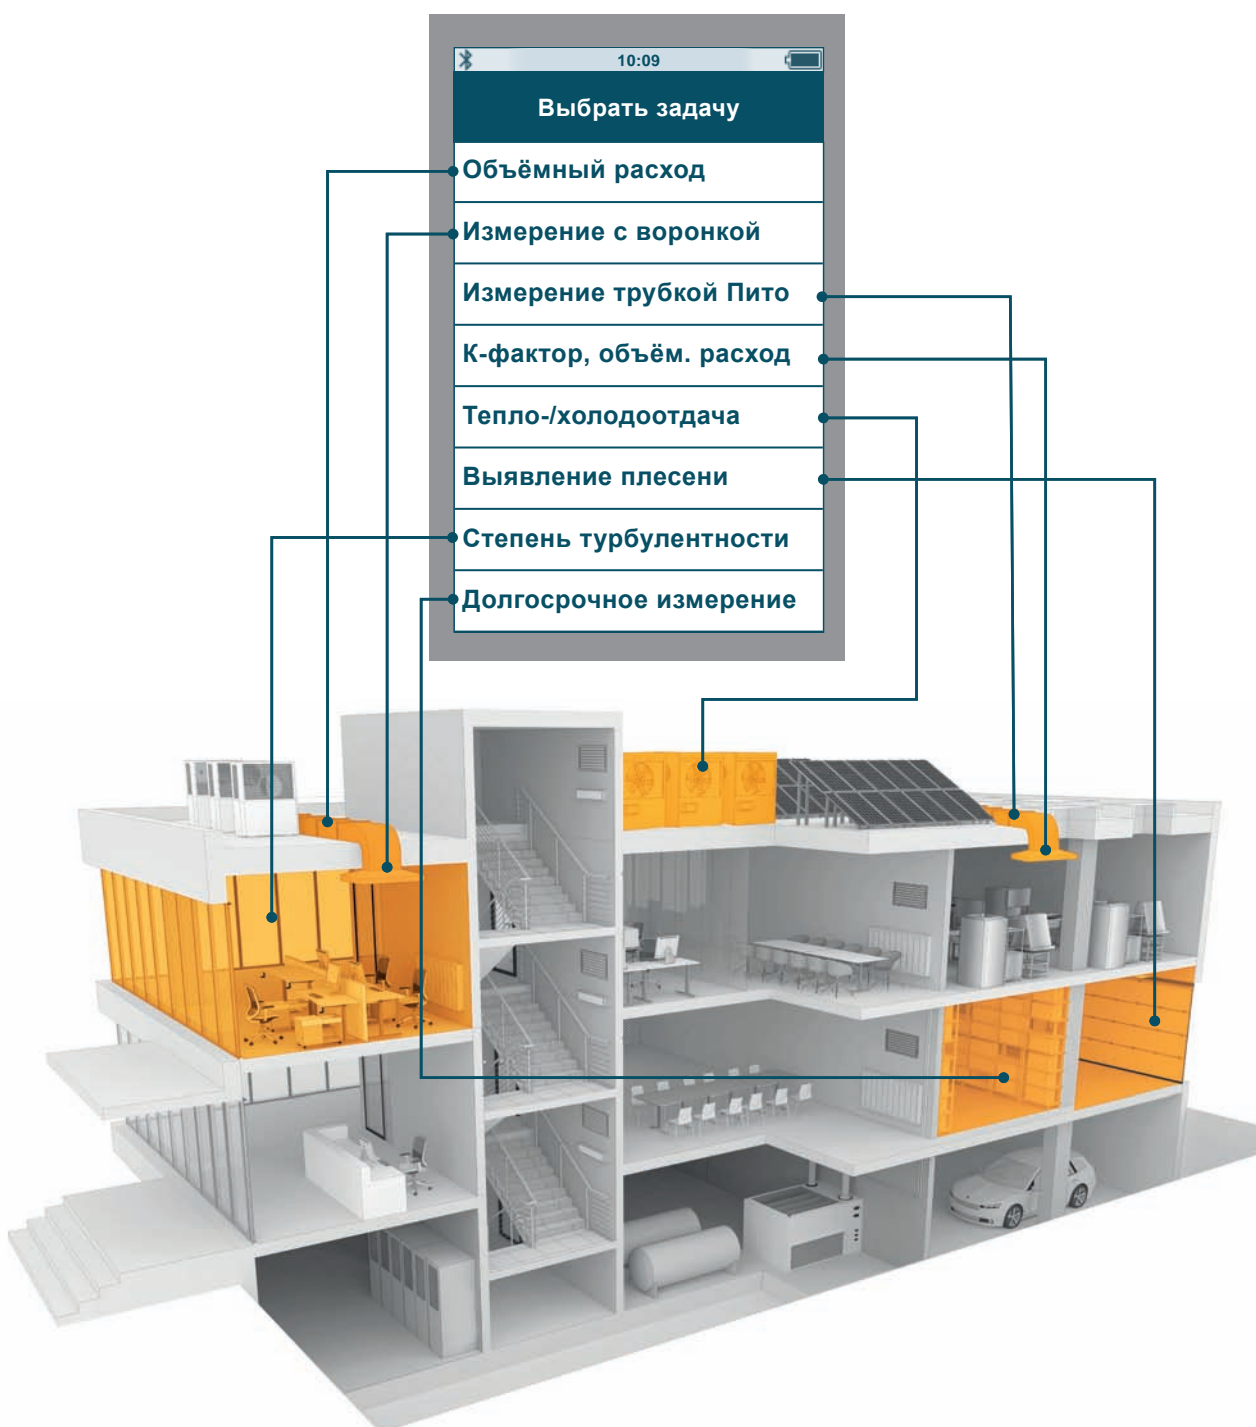 10:09
Выбрать задачу
Объёмный расход
Измерение с воронкой
Измерение трубкой Пито
К-фактор, объём. расход
Тепло-/холодоотдача
Выявление плесени
Степень турбулентности
Долгосрочное измерение